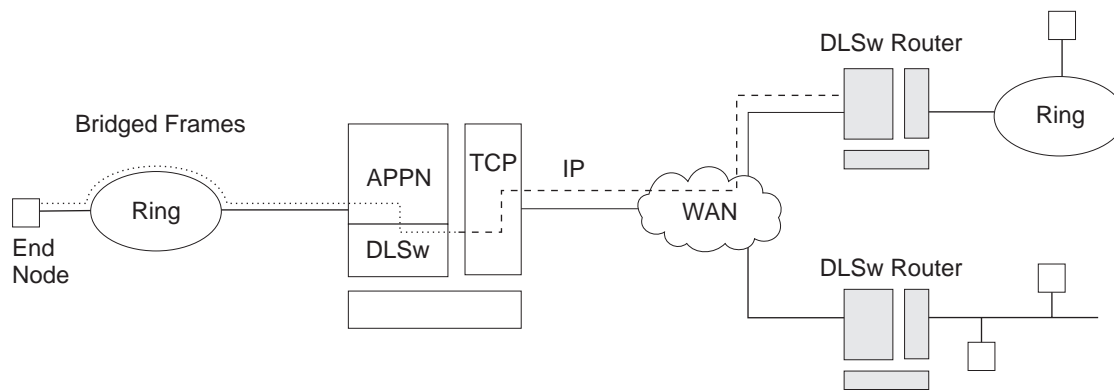 DLSw Router
Bridged Frames
Ring
APPN
TCP
IP
Ring
WAN
DLSw
End
Node
DLSw Router